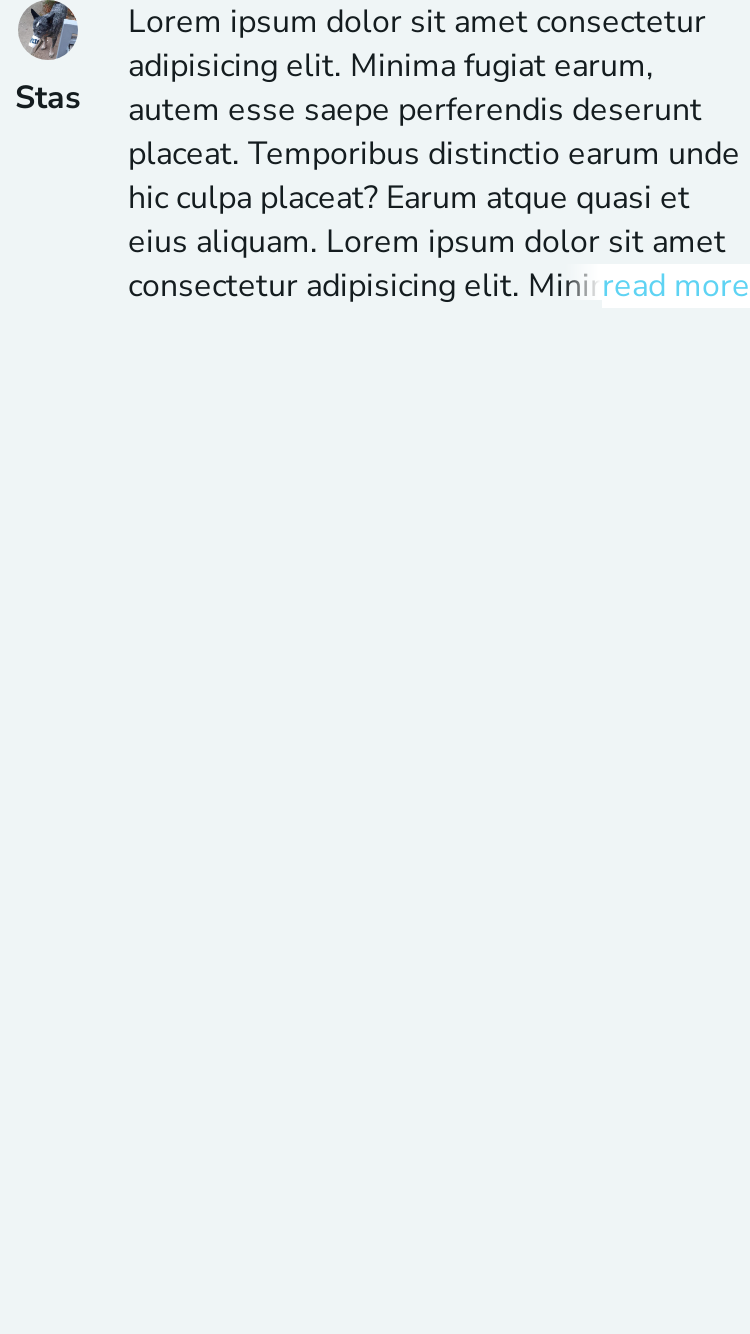 Stas
Lorem ipsum dolor sit amet consectetur
adipisicing elit. Minima fugiat earum,
autem esse saepe perferendis deserunt
placeat. Temporibus distinctio earum unde
hic culpa placeat? Earum atque quasi et
eius aliquam. Lorem ipsum dolor sit amet
consectetur adipisicing elit. read more